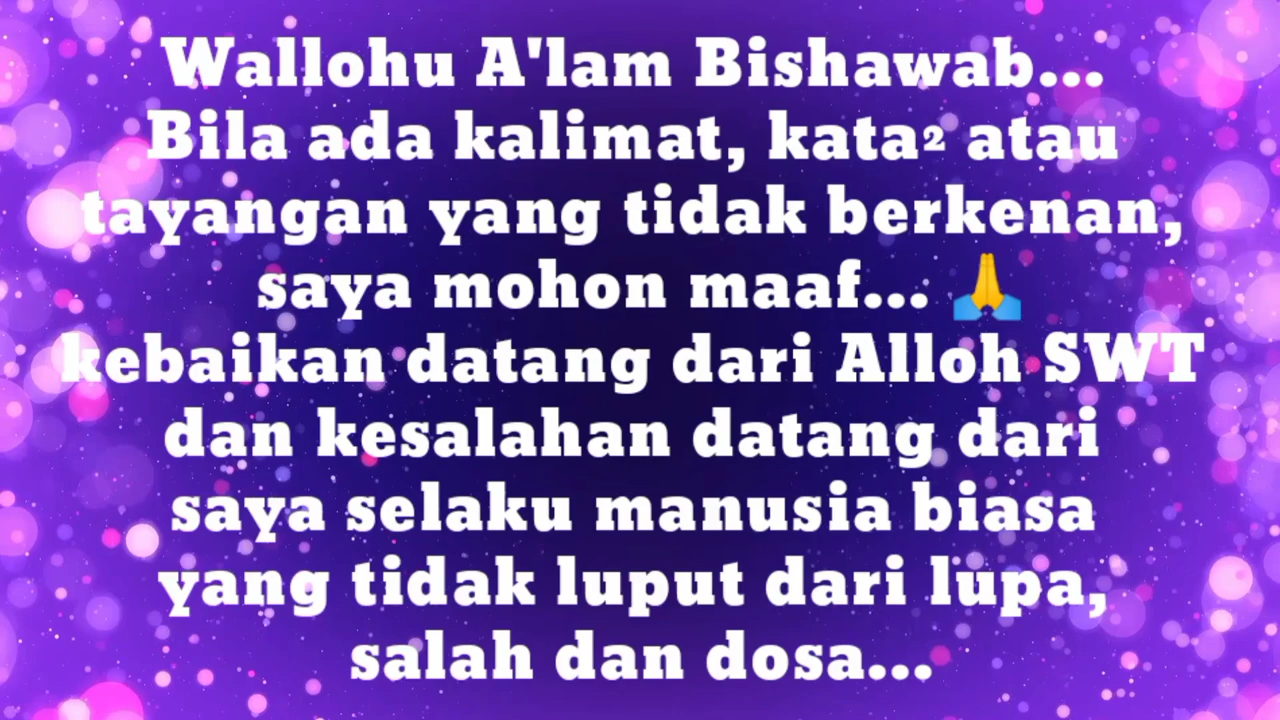 Wallohu A'lam Bishawab...
Bila ada kalimat, kata² atau
tayangan yang tidak berkenan,
saya mohon maaf... 🙏
kebaikan datang dari Alloh SWT
dan kesalahan datang dari
saya selaku manusia biasa
yang tidak luput dari lupa,
salah dan dosa...